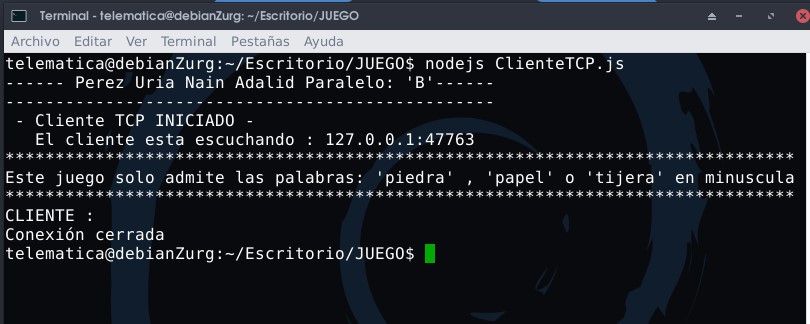 Terminal - telematica@debianZurg: ~/Escritorio/JUEGO
Archivo Editar Ver Terminal Pestañas Ayuda
telematica@debianZurg:~/Escritorio/JUEGO$ nodejs ClienteTCP.js
------ Perez Uria Nain Adalid Paralelo: 'B'------
-------------------------------------------------
- Cliente TCP INICIADO -
El cliente esta escuchando : 127.0.0.1:47763
*******************************************************************************
Este juego solo admite las palabras: 'piedra' , 'papel' o 'tijera' en minuscula
*******************************************************************************
CLIENTE :
Conexión cerrada
telematica@debianZurg:~/Escritorio/JUEGO$